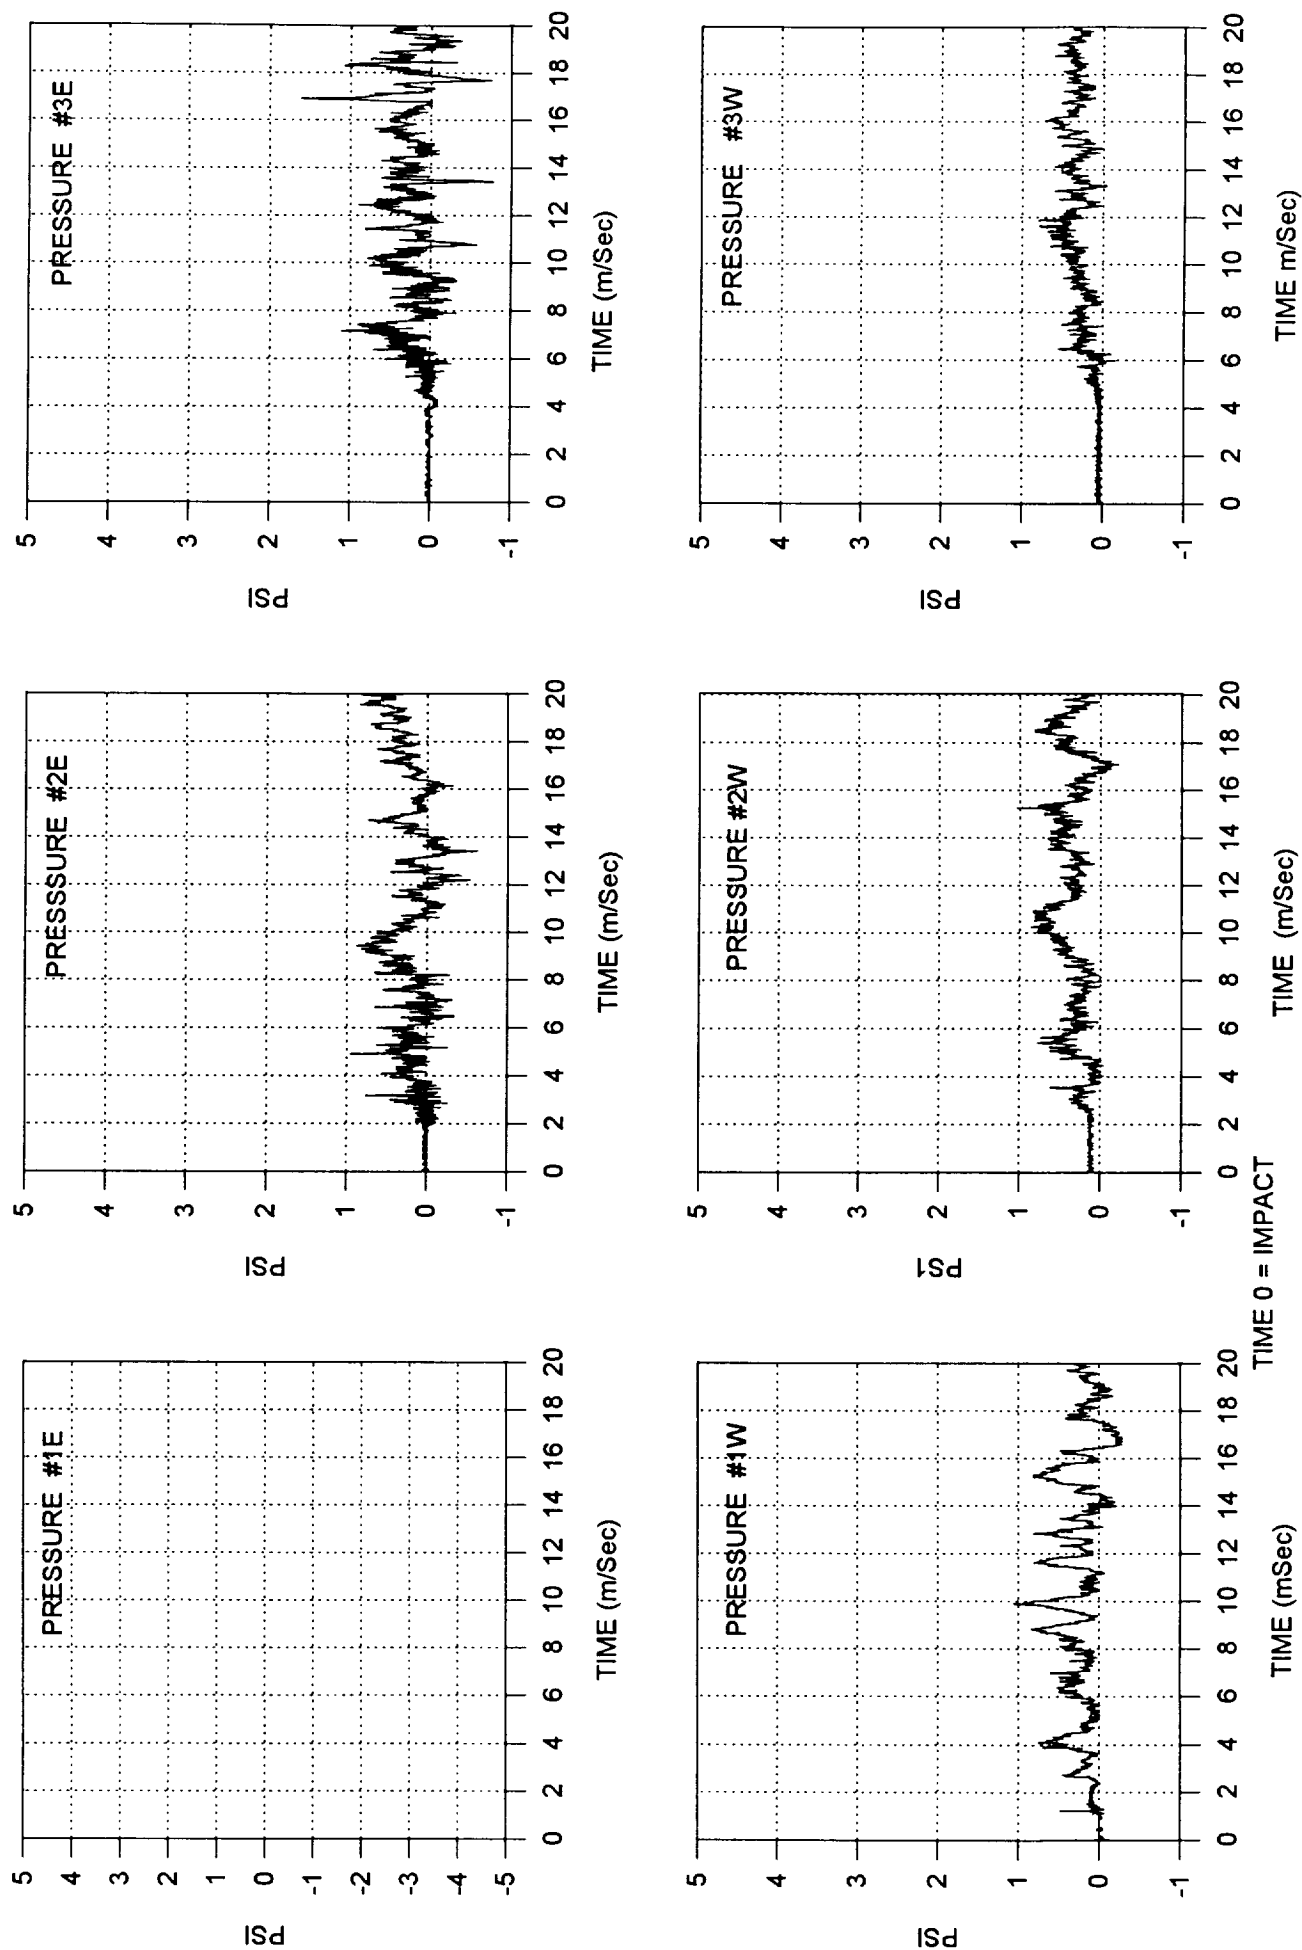 PRESSURE #1E
PSI
5
4
3
2
1
0
-1
-2
-3
-4
-5
0 2 4 6 8 10 12 14 16 18 20
TIME (m/Sec)
PRESSURE #2E
PSI
5
4
3
2
1
0
-1
0 2 4 6 8 10 12 14 16 18 20
TIME (m/Sec)
PRESSURE #3E
PSI
5
4
3
2
1
0
-1
0 2 4 6 8 10 12 14 16 18 20
TIME (m/Sec)
PRESSURE #1W
PSI
5
4
3
2
1
0
-1
0 2 4 6 8 10 12 14 16 18 20
TIME (mSec)
PRESSURE #2W
PS1
5
4
3
2
1
0
-1
0 2 4 6 8 10 12 14 16 18 20
TIME (m/Sec)
PRESSURE #3W
PSI
5
4
3
2
1
0
-1
0 2 4 6 8 10 12 14 16 18 20
TIME m/Sec)
TIME 0 = IMPACT